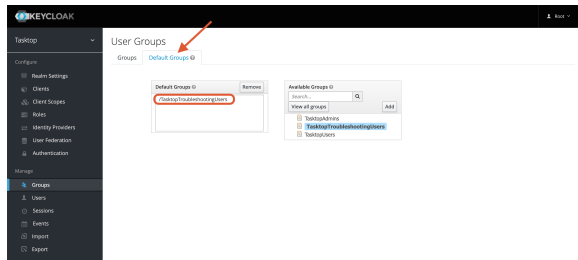 KEYCLOAK
Root
Tasktop
Configure
Realm Settings
Clients
Client Scopes
Roles
Identity Providers
User Federation
Authentication
Manage
Groups
Users
Sessions
Events
Import
Export
User Groups
Groups Default Groups
Default Groups Remove
/TasktopTroubleshootingUsers
Available Groups
Search...
View all groups Add
TasktopAdmins
TasktopTroubleshootingUsers
TasktopUsers